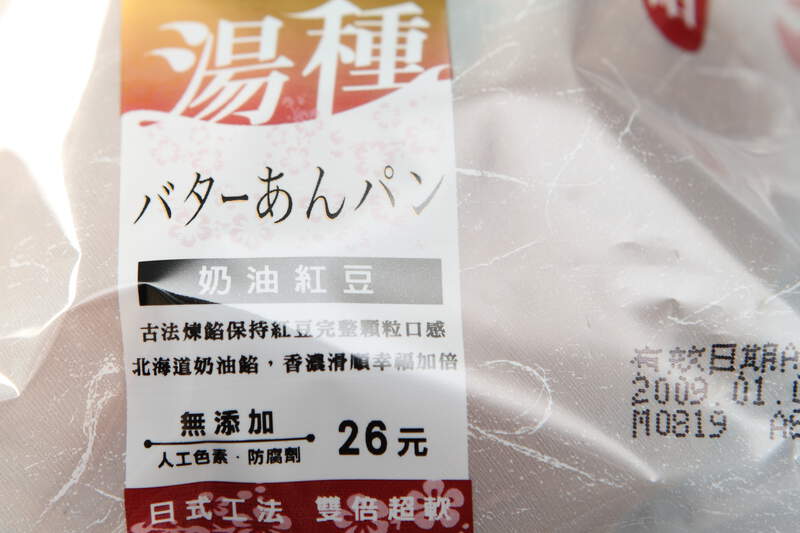 湯種
バターあんパン
奶油紅豆
古法煉餡保持紅豆完整顆粒口感
北海道奶油餡，香濃滑順幸福加倍
無添加
人工色素·防腐劑
26元
日式工法 雙倍超軟
有效日期A
2009.01.
M0819 A